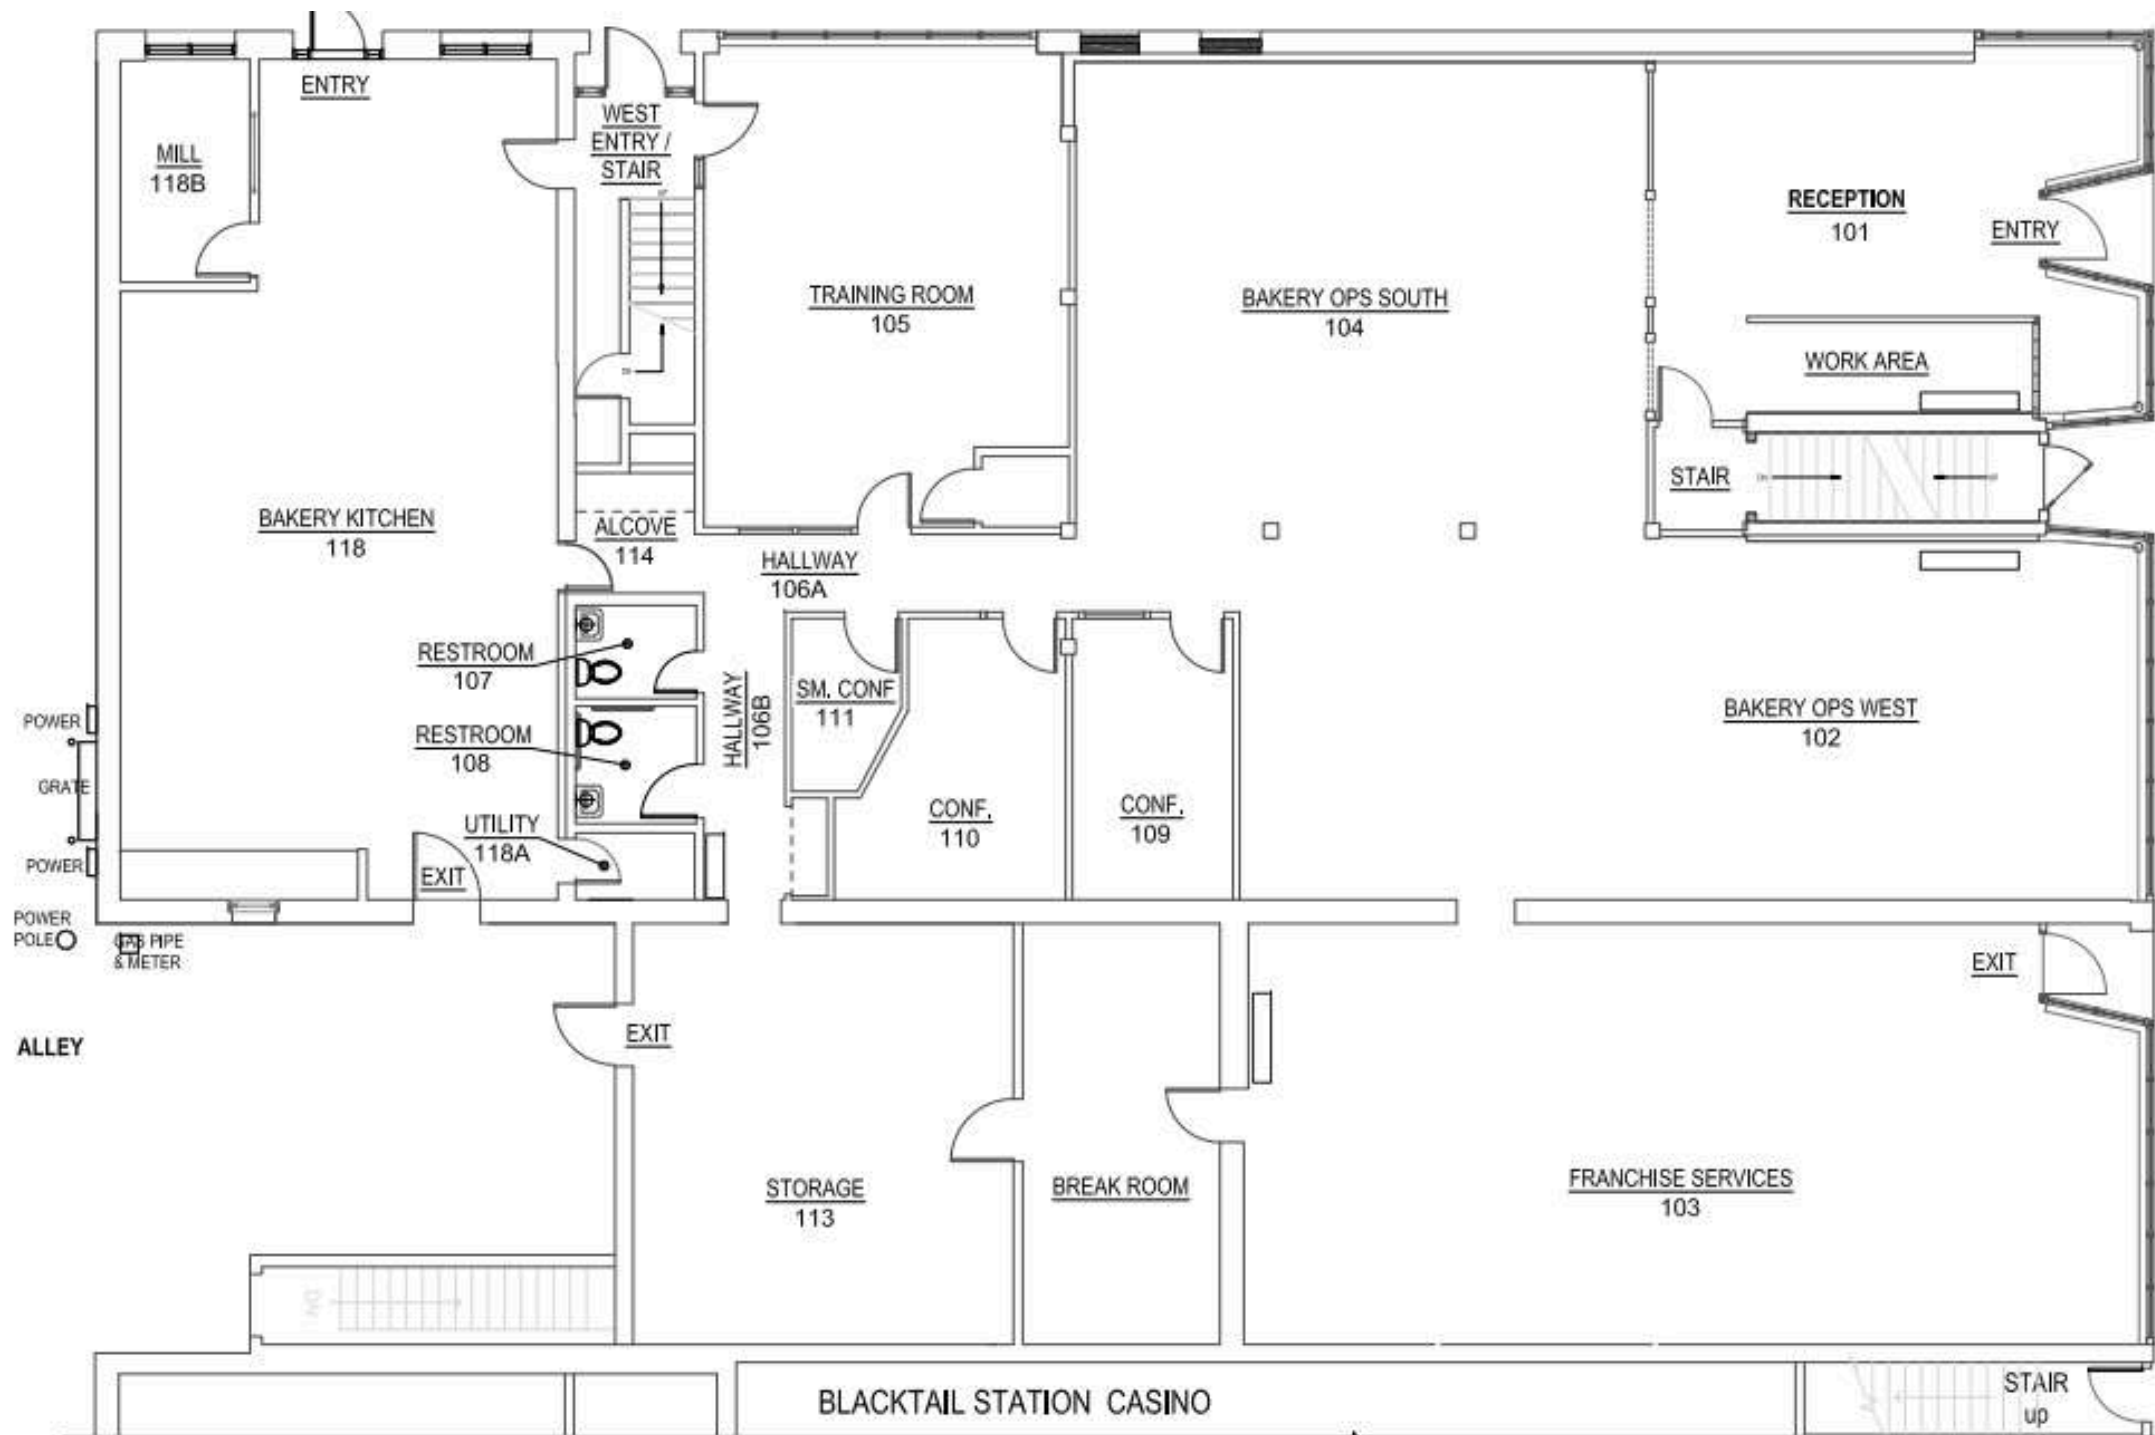 ENTRY
MILL
118B
WEST
ENTRY /
STAIR
TRAINING ROOM
105
BAKERY OPS SOUTH
104
RECEPTION
101
ENTRY
WORK AREA
STAIR
BAKERY KITCHEN
118
ALCOVE
114
HALLWAY
106A
RESTROOM
107
RESTROOM
108
HALLWAY
106B
SM. CONF
111
CONF.
110
CONF.
109
BAKERY OPS WEST
102
POWER
GRATE
POWER
UTILITY
118A
EXIT
POWER
POLE
GAS PIPE
& METER
ALLEY
EXIT
EXIT
STORAGE
113
BREAK ROOM
FRANCHISE SERVICES
103
DN
BLACKTAIL STATION CASINO
STAIR
up